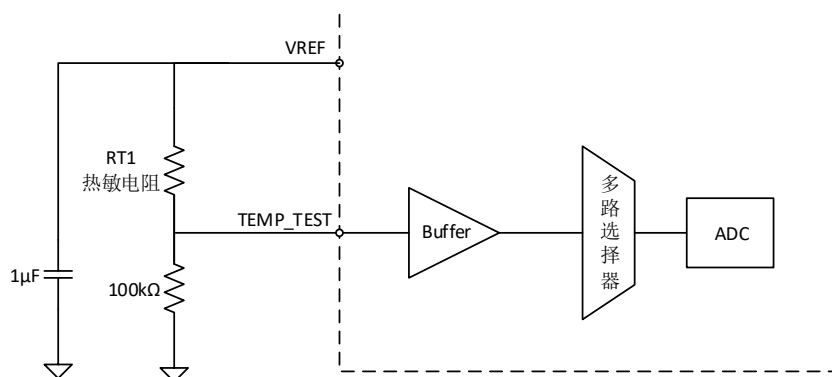 VREF
RT1
热敏电阻
TEMP_TEST
Buffer
多路选择器
ADC
1μF
100kΩ